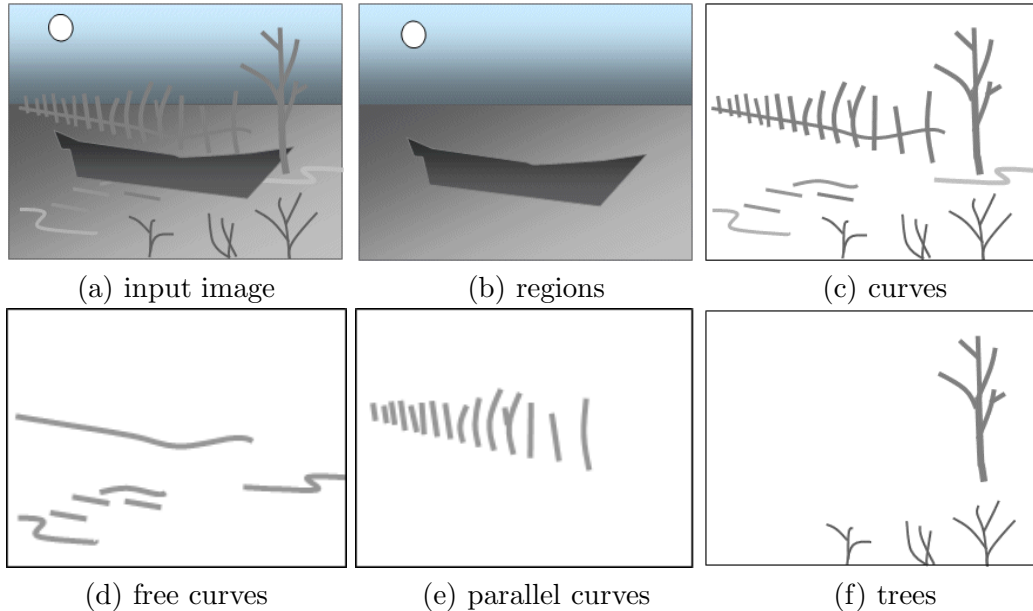 (a) input image
(b) regions
(c) curves
(d) free curves
(e) parallel curves
(f) trees